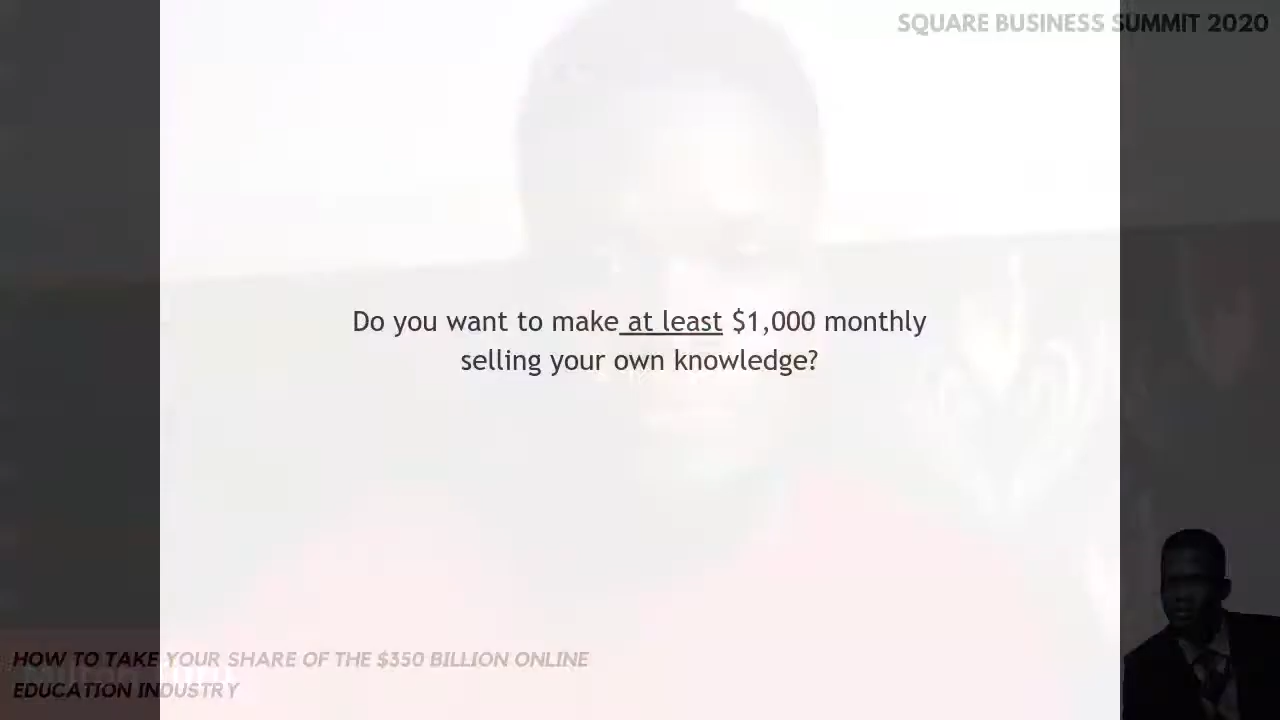 SQUARE BUSINESS SUMMIT 2020
Do you want to make at least $1,000 monthly
selling your own knowledge?
HOW TO TAKE YOUR SHARE OF THE $350 BILLION ONLINE
EDUCATION INDUSTRY